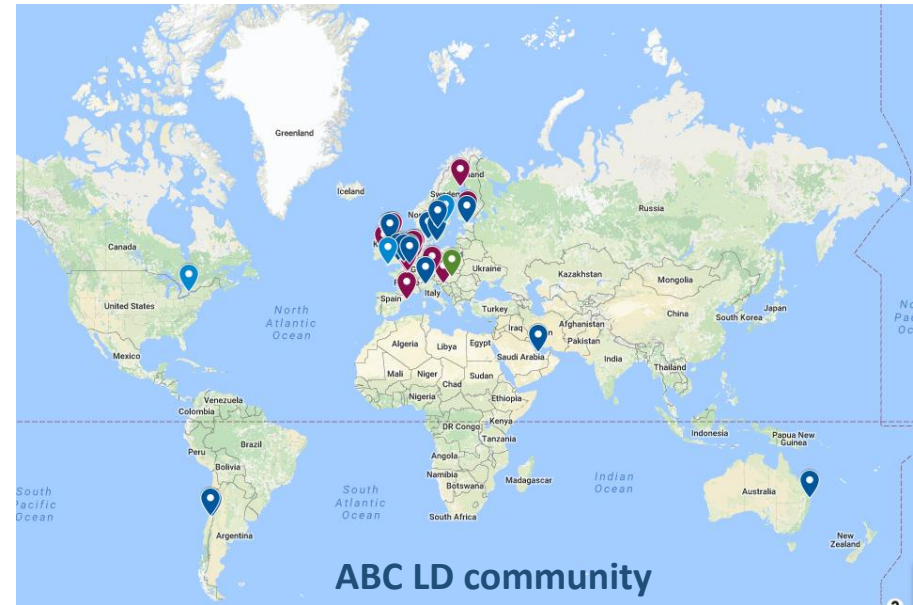 Greenland
Iceland
Russia
Canada
Ukraine
Kazakhstan
Mongolia
United States
North
Atlantic
Ocean
Spain
Italy
Turkey
China
South Korea
Japan
Iraq
Afghanistan
Pakistan
Algeria
Libya
Egypt
Saudi Arabia
India
Thailand
Mexico
Mali
Niger
Chad
Sudan
Nigeria
Ethiopia
Venezuela
Colombia
DR Congo
Kenya
Tanzania
Indonesia
Papua New
Guinea
Peru
Brazil
Bolivia
Angola
Namibia
Botswana
Madagascar
Indian
Ocean
Australia
South
Pacific
Ocean
South
Atlantic
Ocean
South Africa
Argentina
New
Zealand
ABC LD community